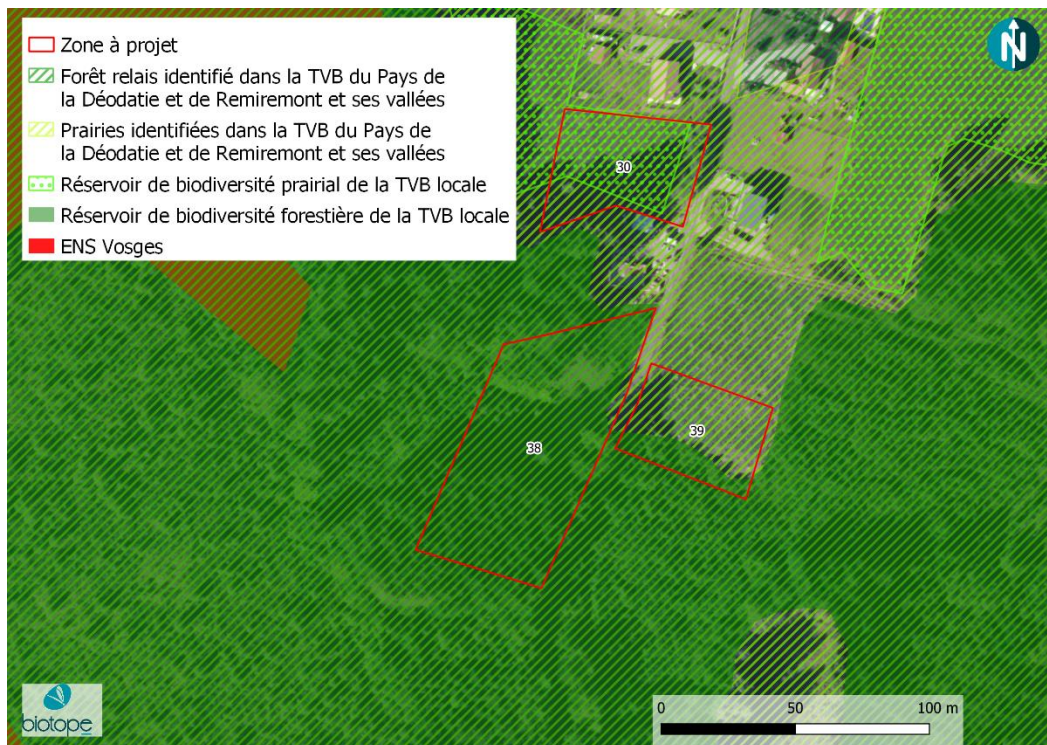 Zone à projet
Forêt relais identifié dans la TVB du Pays de
la Déodatie et de Remiremont et ses vallées
Prairies identifiées dans la TVB du Pays de
la Déodatie et de Remiremont et ses vallées
Réservoir de biodiversité prairial de la TVB locale
Réservoir de biodiversité forestière de la TVB locale
ENS Vosges
N
30
39
38
biotope
0 50 100 m